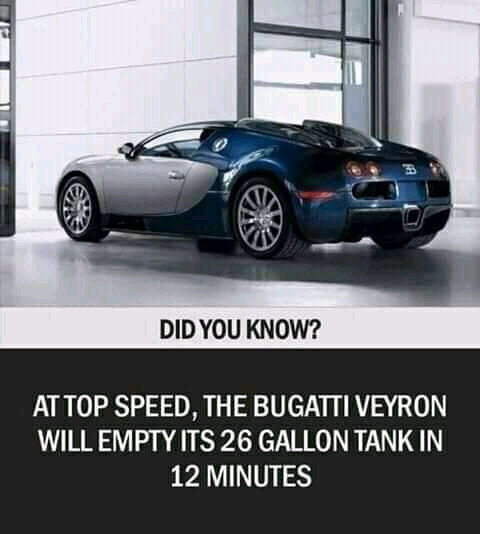 DID YOU KNOW?
AT TOP SPEED, THE BUGATTI VEYRON
WILL EMPTY ITS 26 GALLON TANK IN
12 MINUTES